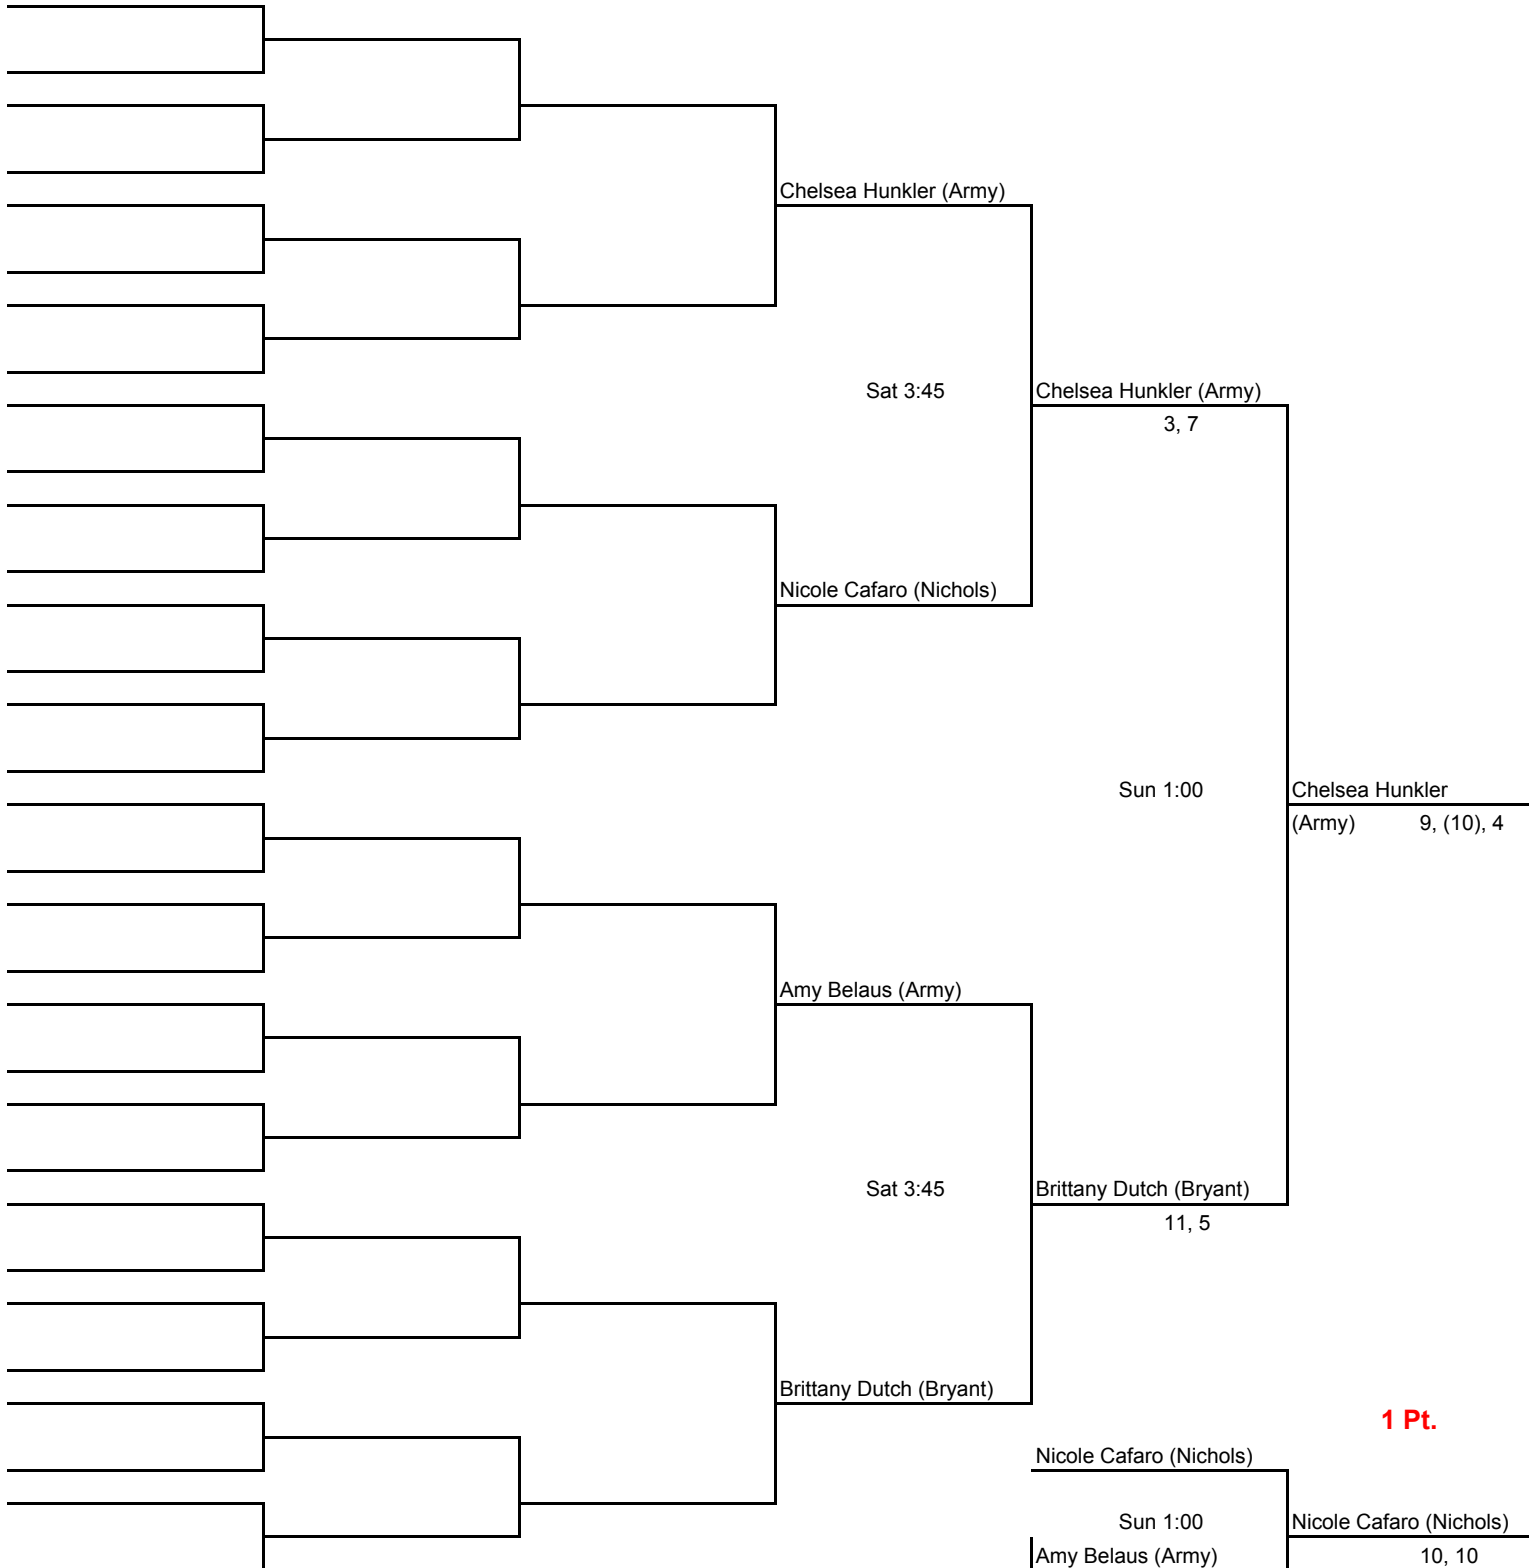 Chelsea Hunkler (Army)
Sat 3:45
Chelsea Hunkler (Army)
3, 7
Nicole Cafaro (Nichols)
Sun 1:00
Chelsea Hunkler
(Army) 9, (10), 4
Amy Belaus (Army)
Sat 3:45
Brittany Dutch (Bryant)
11, 5
Brittany Dutch (Bryant)
1 Pt.
Nicole Cafaro (Nichols)
Sun 1:00
Nicole Cafaro (Nichols)
Amy Belaus (Army)
10, 10